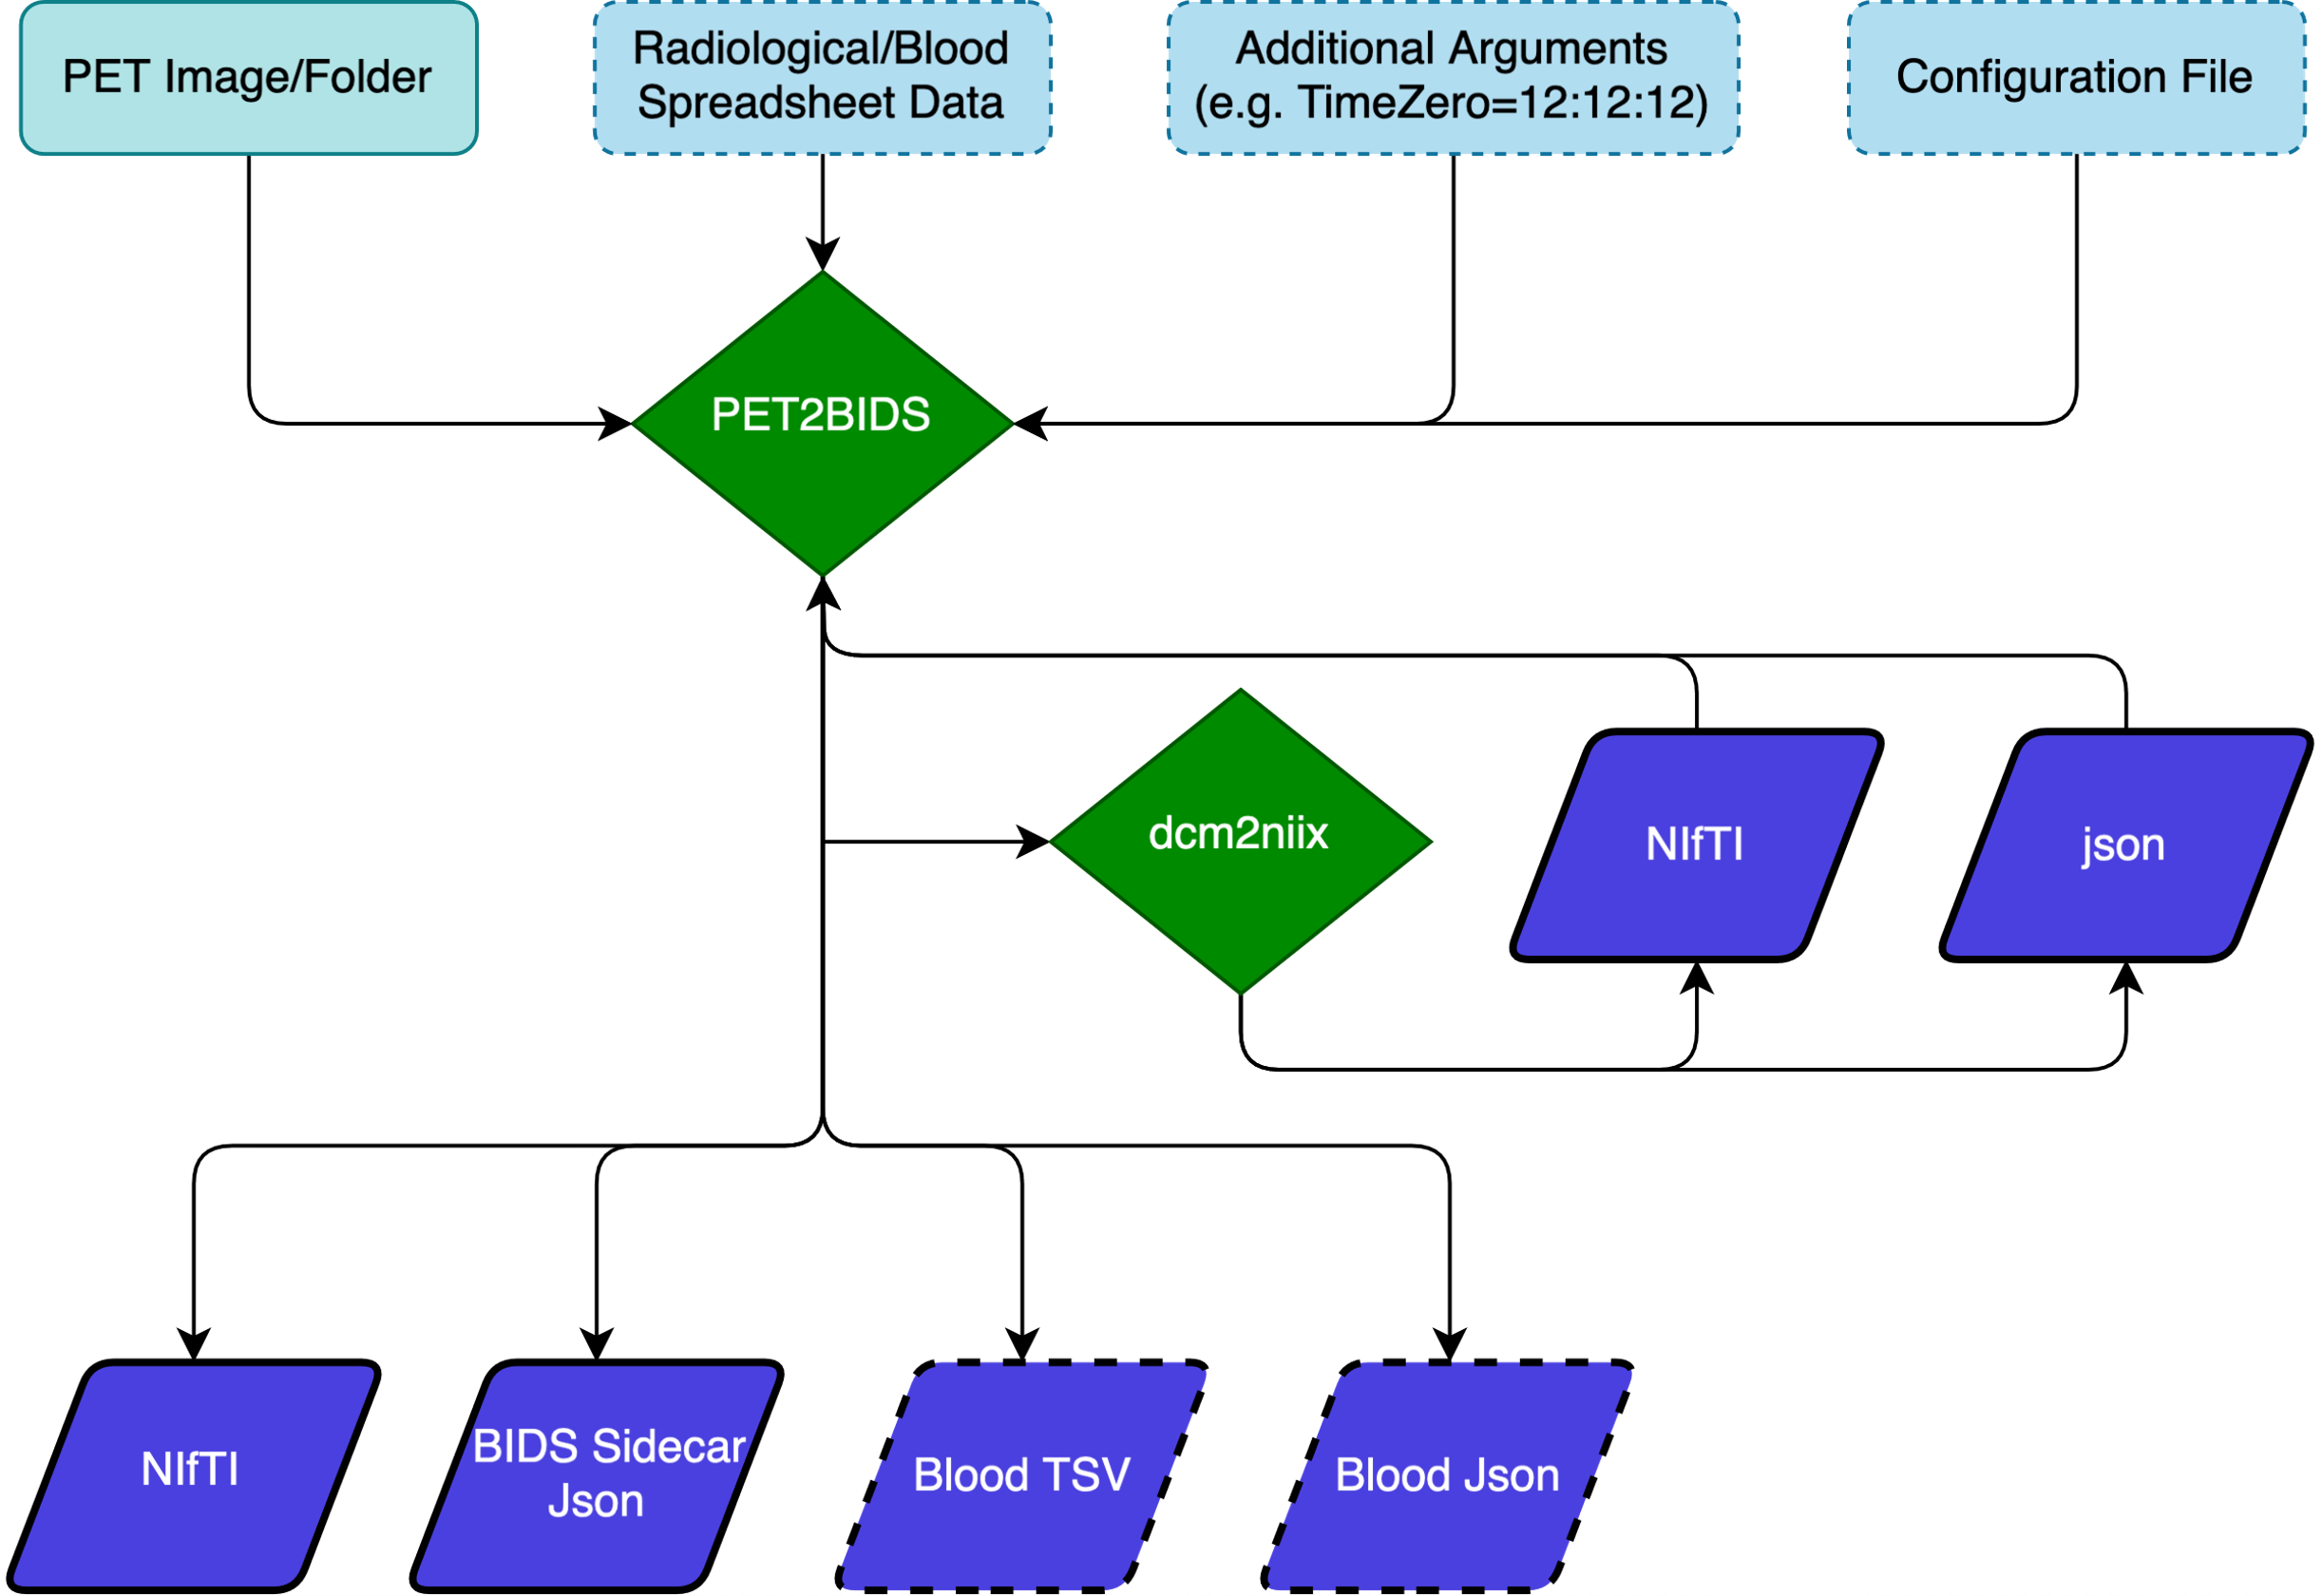 PET Image/Folder
Radiological/Blood
Spreadsheet Data
Additional Arguments
(e.g. TimeZero=12:12:12)
Configuration File
PET2BIDS
dcm2niix
NIfTI
json
NIfTI
BIDS Sidecar
Json
Blood TSV
Blood Json